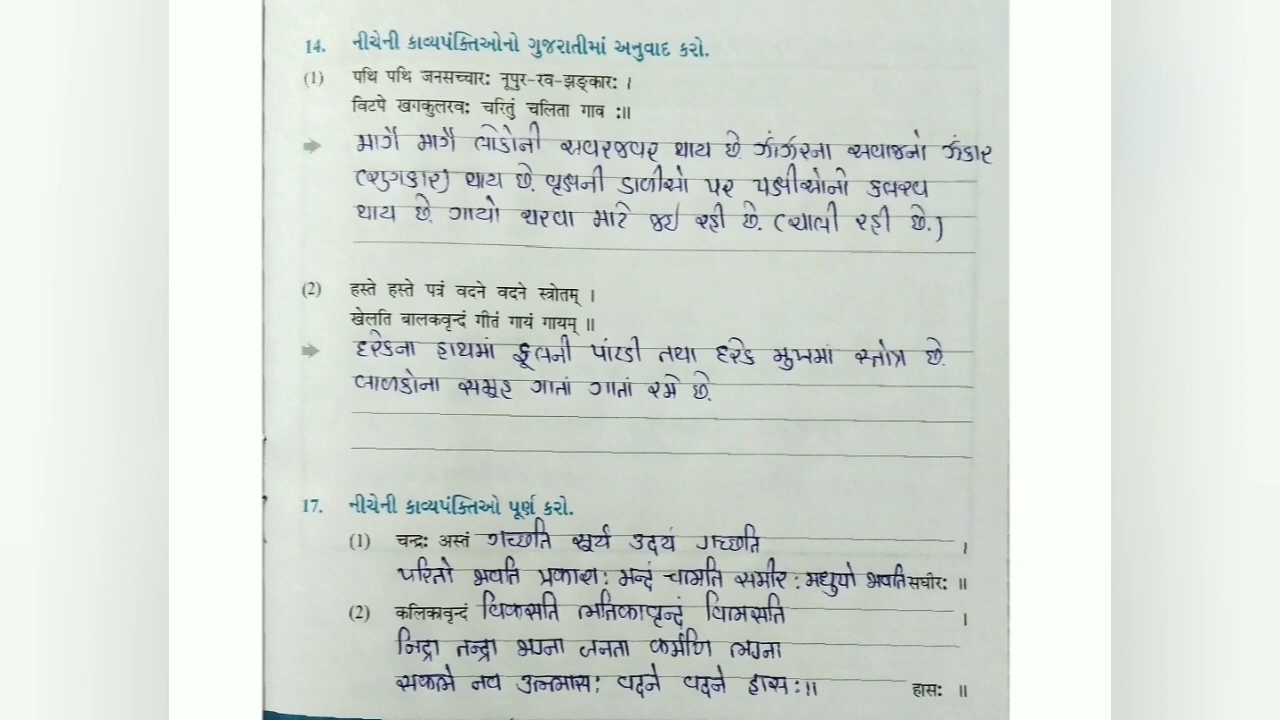 14. નીચેની કાવ્યપંક્તિઓનો ગુજરાતીમાં અનુવાદ કરો.
(1) पथि पथि जनसच्चारः नूपुर-रव-झङ्कारः ।
विटपे खगकुलरवः चरितुं चलिता गाव :॥
માર્ગે માર્ગે લોકોની અવરજવર થાય છે. ઝાંઝરના અવાજનો ઝંકાર
(રણકાર) થાય છે. વૃક્ષની ડાળીઓ પર પક્ષીઓનો કલરવ
થાય છે. ગાયો ચરવા માટે જઇ રહી છે. (ચાલી રહી છે.)
(2) हस्ते हस्ते पत्रं वदने वदने स्त्रोतम् ।
खेलति बालकवृन्दं गीतं गायं गायम् ॥
દરેકના હાથમાં ફૂલની પાંદડી તથા દરેક મુખમાં સ્તોત્ર છે.
બાળકોના સમૂહ ગાતાં ગાતાં રમે છે.
17. નીચેની કાવ્યપંક્તિઓ પૂર્ણ કરો.
(1) चन्द्रः अस्तं गच्छति सूर्य उदयं गच्छति ।
परितो भवति प्रकाश: मन्दं वाति समीर: मधुपो भवति सधीरः ॥
(2) कलिकावृन्दं विकसति लतिकावृन्दं विलसति ।
निद्रा तन्द्रा भग्ना जनता कर्मणि लग्ना
सकले नव उल्लास: वदने वदने हास:॥ हासः ॥